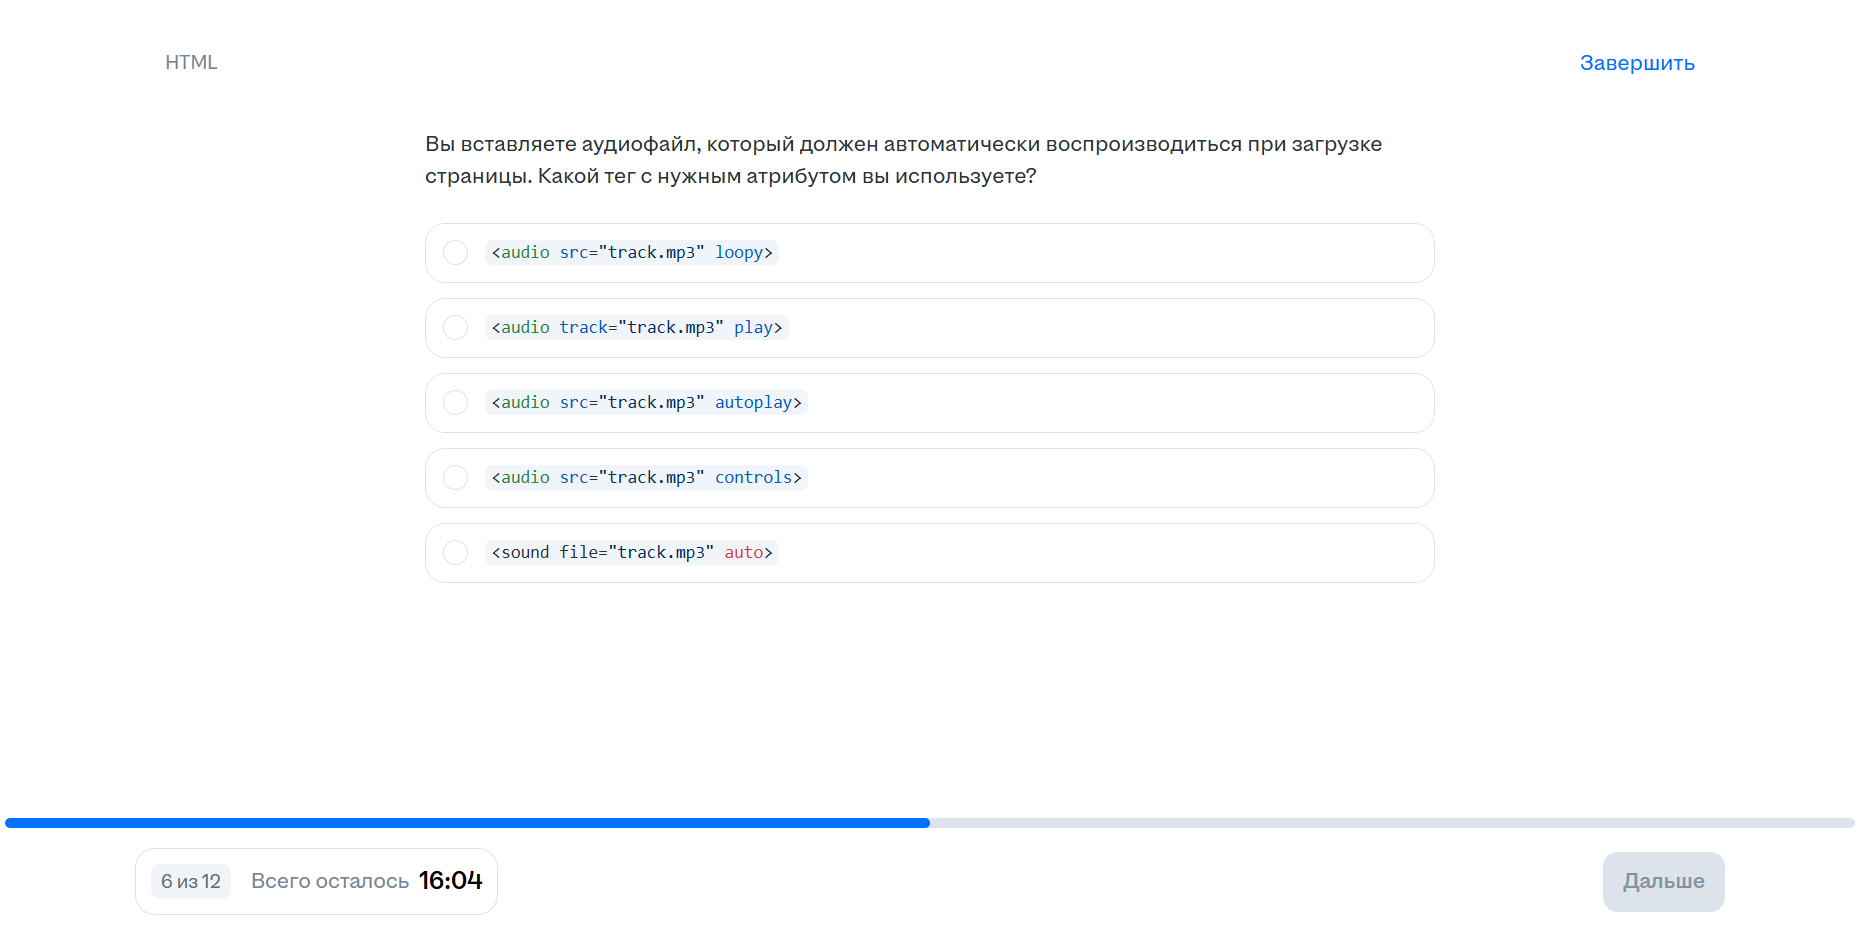 HTML
Завершить
Вы вставляете аудиофайл, который должен автоматически воспроизводиться при загрузке
страницы. Какой тег с нужным атрибутом вы используете?
<audio src="track.mp3" loopy>
<audio track="track.mp3" play>
<audio src="track.mp3" autoplay>
<audio src="track.mp3" controls>
<sound file="track.mp3" auto>
6 из 12
Всего осталось 16:04
Дальше